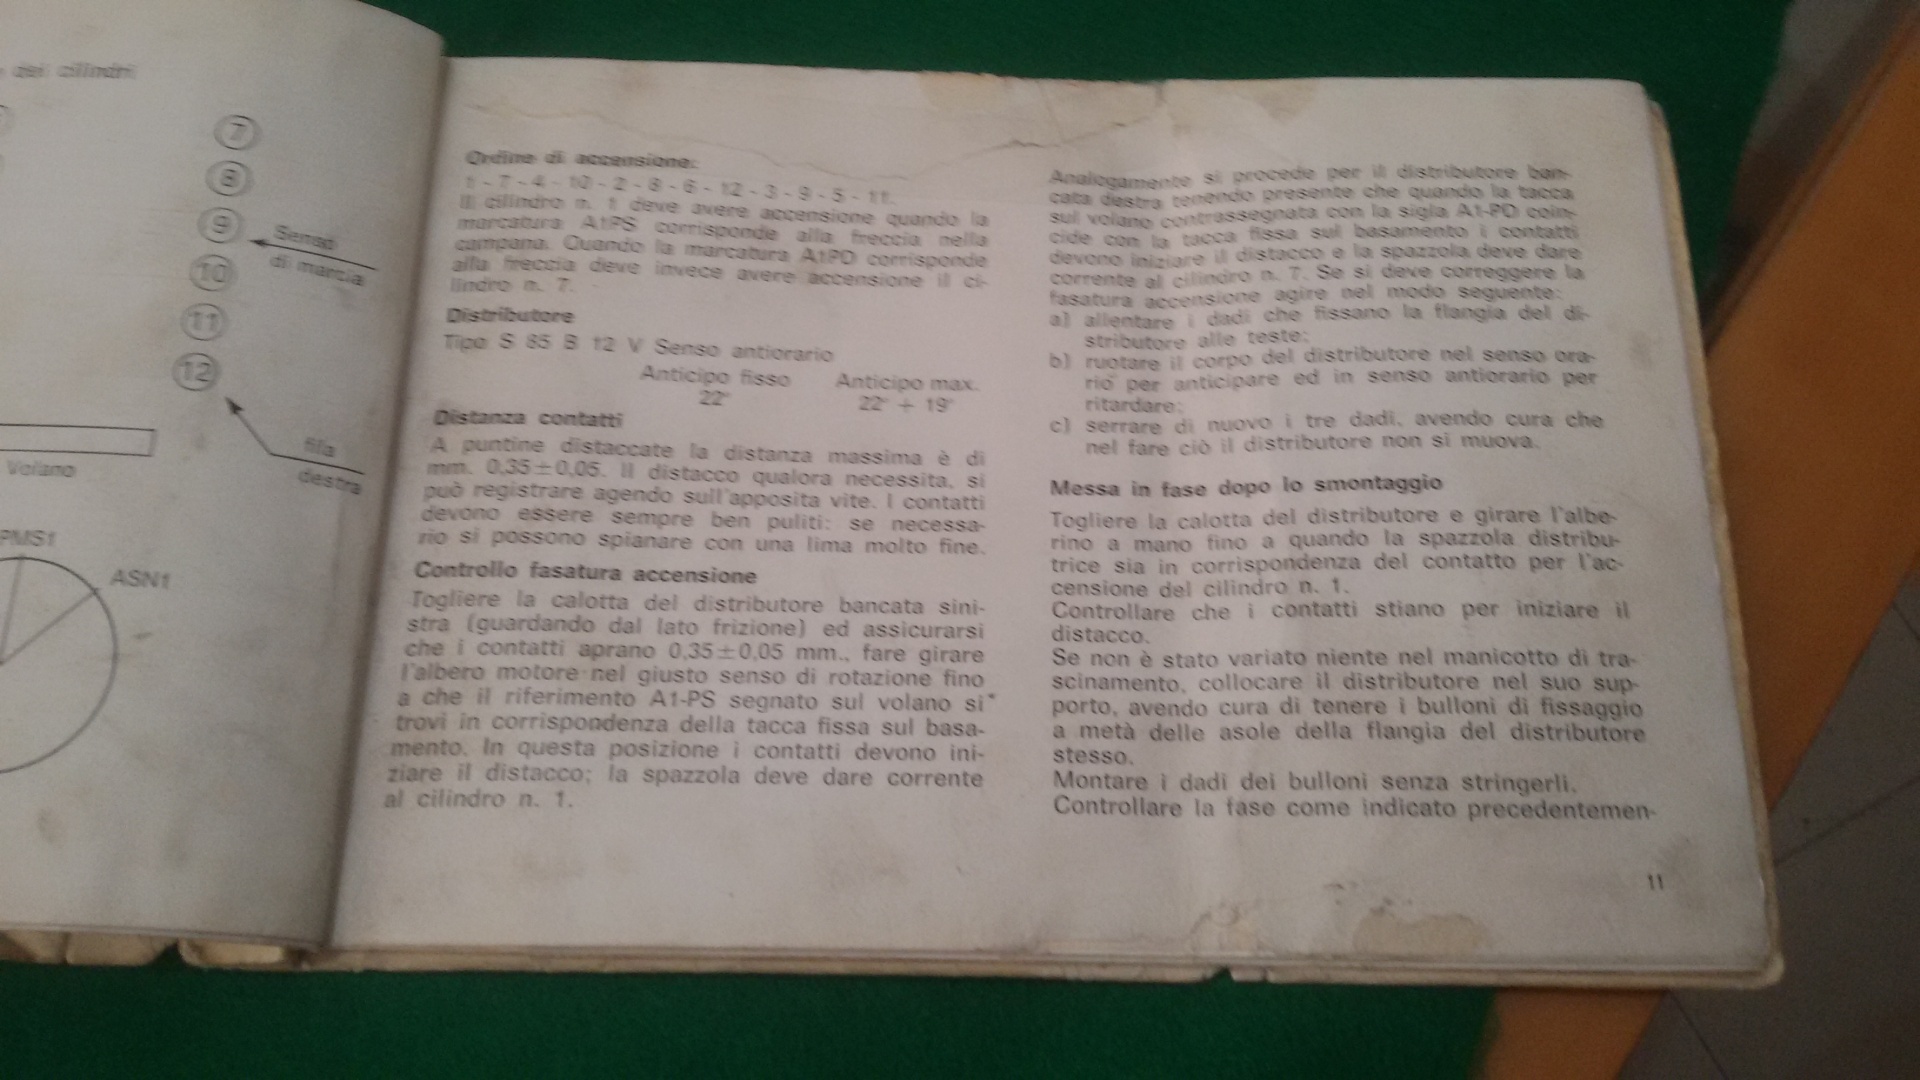 dei cilindri
7
8
9
10
11
12
Senso
di marcia
fila
destra
Volano
PMS1
ASN1
Ordine di accensione:
1 - 7 - 4 - 10 - 2 - 8 - 6 - 12 - 3 - 9 - 5 - 11.
Il cilindro n. 1 deve avere accensione quando la
marcatura A1PS corrisponde alla freccia nella
campana. Quando la marcatura A1PD corrisponde
alla freccia deve invece avere accensione il ci-
lindro n. 7.
Distributore
Tipo S 85 B 12 V Senso antiorario
Anticipo fisso Anticipo max.
22° 22° + 19°
Distanza contatti
A puntine distaccate la distanza massima è di
mm. 0,35±0,05. Il distacco qualora necessita, si
può registrare agendo sull'apposita vite. I contatti
devono essere sempre ben puliti: se necessa-
rio si possono spianare con una lima molto fine.
Controllo fasatura accensione
Togliere la calotta del distributore bancata sini-
stra (guardando dal lato frizione) ed assicurarsi
che i contatti aprano 0,35±0,05 mm., fare girare
l'albero motore nel giusto senso di rotazione fino
a che il riferimento A1-PS segnato sul volano si
trovi in corrispondenza della tacca fissa sul basa-
mento. In questa posizione i contatti devono ini-
ziare il distacco; la spazzola deve dare corrente
al cilindro n. 1.
Analogamente si procede per il distributore ban-
cata destra tenendo presente che quando la tacca
sul volano contrassegnata con la sigla A1-PD coin-
cide con la tacca fissa sul basamento i contatti
devono iniziare il distacco e la spazzola deve dare
corrente al cilindro n. 7. Se si deve correggere la
fasatura accensione agire nel modo seguente:
a) allentare i dadi che fissano la flangia del di-
stributore alle teste;
b) ruotare il corpo del distributore nel senso ora-
rio per anticipare ed in senso antiorario per
ritardare;
c) serrare di nuovo i tre dadi, avendo cura che
nel fare ciò il distributore non si muova.
Messa in fase dopo lo smontaggio
Togliere la calotta del distributore e girare l'albe-
rino a mano fino a quando la spazzola distribu-
trice sia in corrispondenza del contatto per l'ac-
censione del cilindro n. 1.
Controllare che i contatti stiano per iniziare il
distacco.
Se non è stato variato niente nel manicotto di tra-
scinamento, collocare il distributore nel suo sup-
porto, avendo cura di tenere i bulloni di fissaggio
a metà delle asole della flangia del distributore
stesso.
Montare i dadi dei bulloni senza stringerli.
Controllare la fase come indicato precedentemen-
11